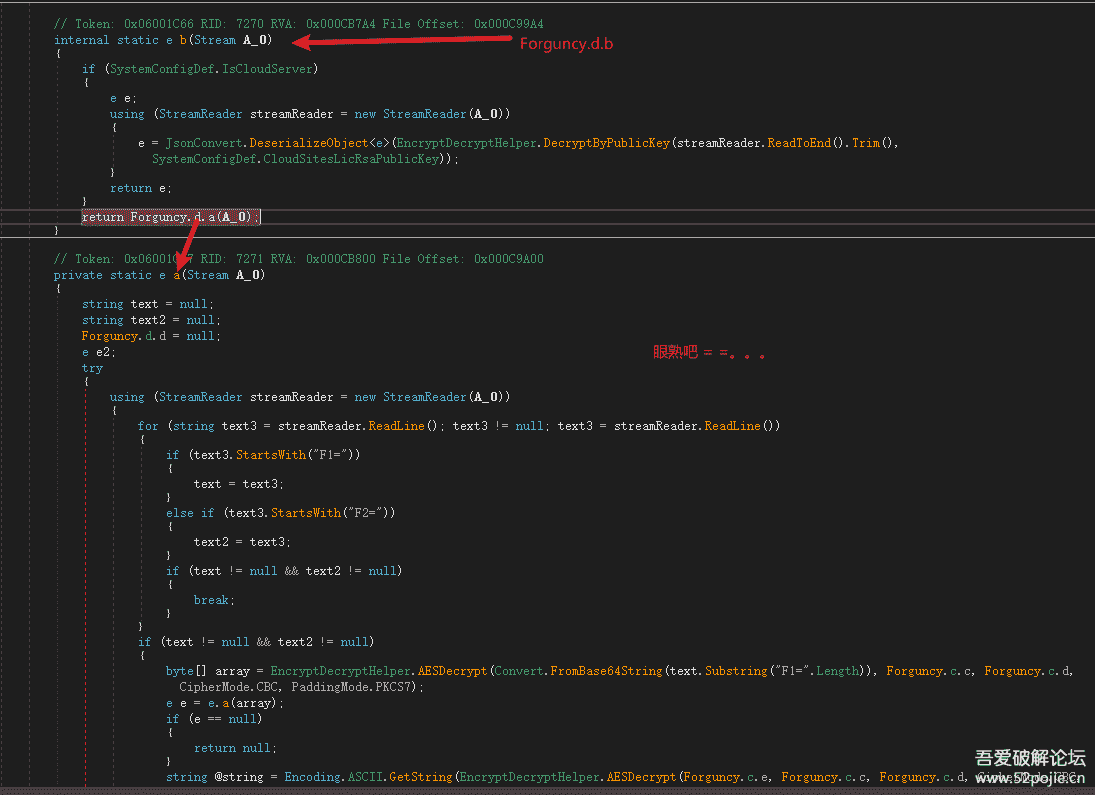 // Token: 0x06001C66 RID: 7270 RVA: 0x000CB7A4 File Offset: 0x000C99A4
internal static e b(Stream A_0)
Forguncy.d.b
{
if (SystemConfigDef.IsCloudServer)
{
e e;
using (StreamReader streamReader = new StreamReader(A_0))
{
e = JsonConvert.DeserializeObject<e>(EncryptDecryptHelper.DecryptByPublicKey(streamReader.ReadToEnd().Trim(),
SystemConfigDef.CloudSitesLicRsaPublicKey));
}
return e;
}
return Forguncy.d.a(A_0);
}
// Token: 0x06001C 7 RID: 7271 RVA: 0x000CB800 File Offset: 0x000C9A00
private static e a(Stream A_0)
{
string text = null;
string text2 = null;
Forguncy.d.d = null;
e e2;
眼熟吧 = =。。。
try
{
using (StreamReader streamReader = new StreamReader(A_0))
{
for (string text3 = streamReader.ReadLine(); text3 != null; text3 = streamReader.ReadLine())
{
if (text3.StartsWith("F1="))
{
text = text3;
}
else if (text3.StartsWith("F2="))
{
text2 = text3;
}
if (text != null && text2 != null)
{
break;
}
}
if (text != null && text2 != null)
{
byte[] array = EncryptDecryptHelper.AESDecrypt(Convert.FromBase64String(text.Substring("F1=".Length)), Forguncy.c.c, Forguncy.c.d,
CipherMode.CBC, PaddingMode.PKCS7);
e e = e.a(array);
if (e == null)
{
return null;
}
string @string = Encoding.ASCII.GetString(EncryptDecryptHelper.AESDecrypt(Forguncy.c.e, Forguncy.c.c, Forguncy.c.d, CipherMode.CBC,
吾爱破解论坛
www.52pojie.cn